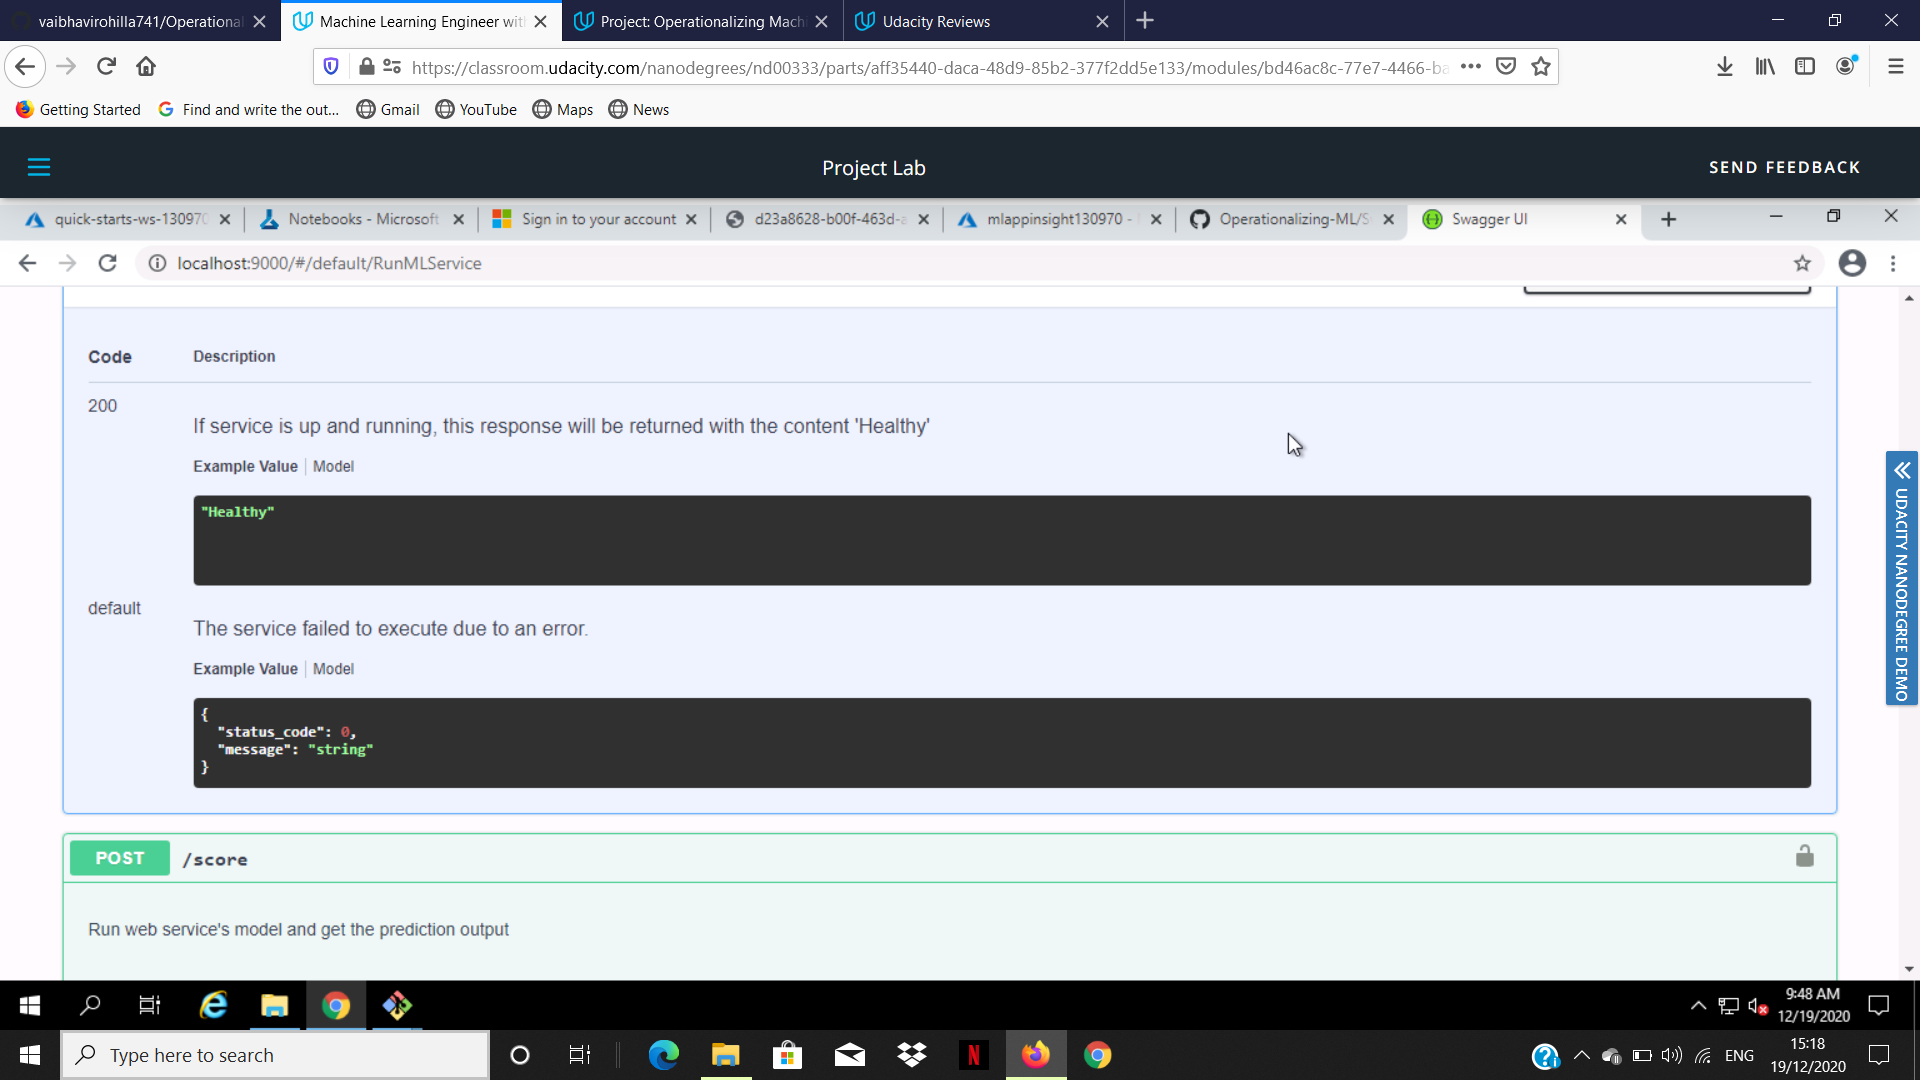 vaibhavirohilla741/Operational
Machine Learning Engineer with
Project: Operationalizing Machi
Udacity Reviews
https://classroom.udacity.com/nanodegrees/nd00333/parts/aff35440-daca-48d9-85b2-377f2dd5e133/modules/bd46ac8c-77e7-4466-ba
Getting Started
Find and write the out...
Gmail
YouTube
Maps
News
Project Lab
SEND FEEDBACK
quick-starts-ws-130970
Notebooks - Microsoft
Sign in to your account
d23a8628-b00f-463d-a
mlappinsight130970 -
Operationalizing-ML/S
Swagger UI
localhost:9000/#/default/RunMLService
Code Description
200
If service is up and running, this response will be returned with the content 'Healthy'
Example Value | Model
"Healthy"
default
The service failed to execute due to an error.
Example Value | Model
{
"status_code": 0,
"message": "string"
}
POST /score
Run web service's model and get the prediction output
UDACITY NANODEGREE DEMO
9:48 AM
12/19/2020
Type here to search
ENG
15:18
19/12/2020